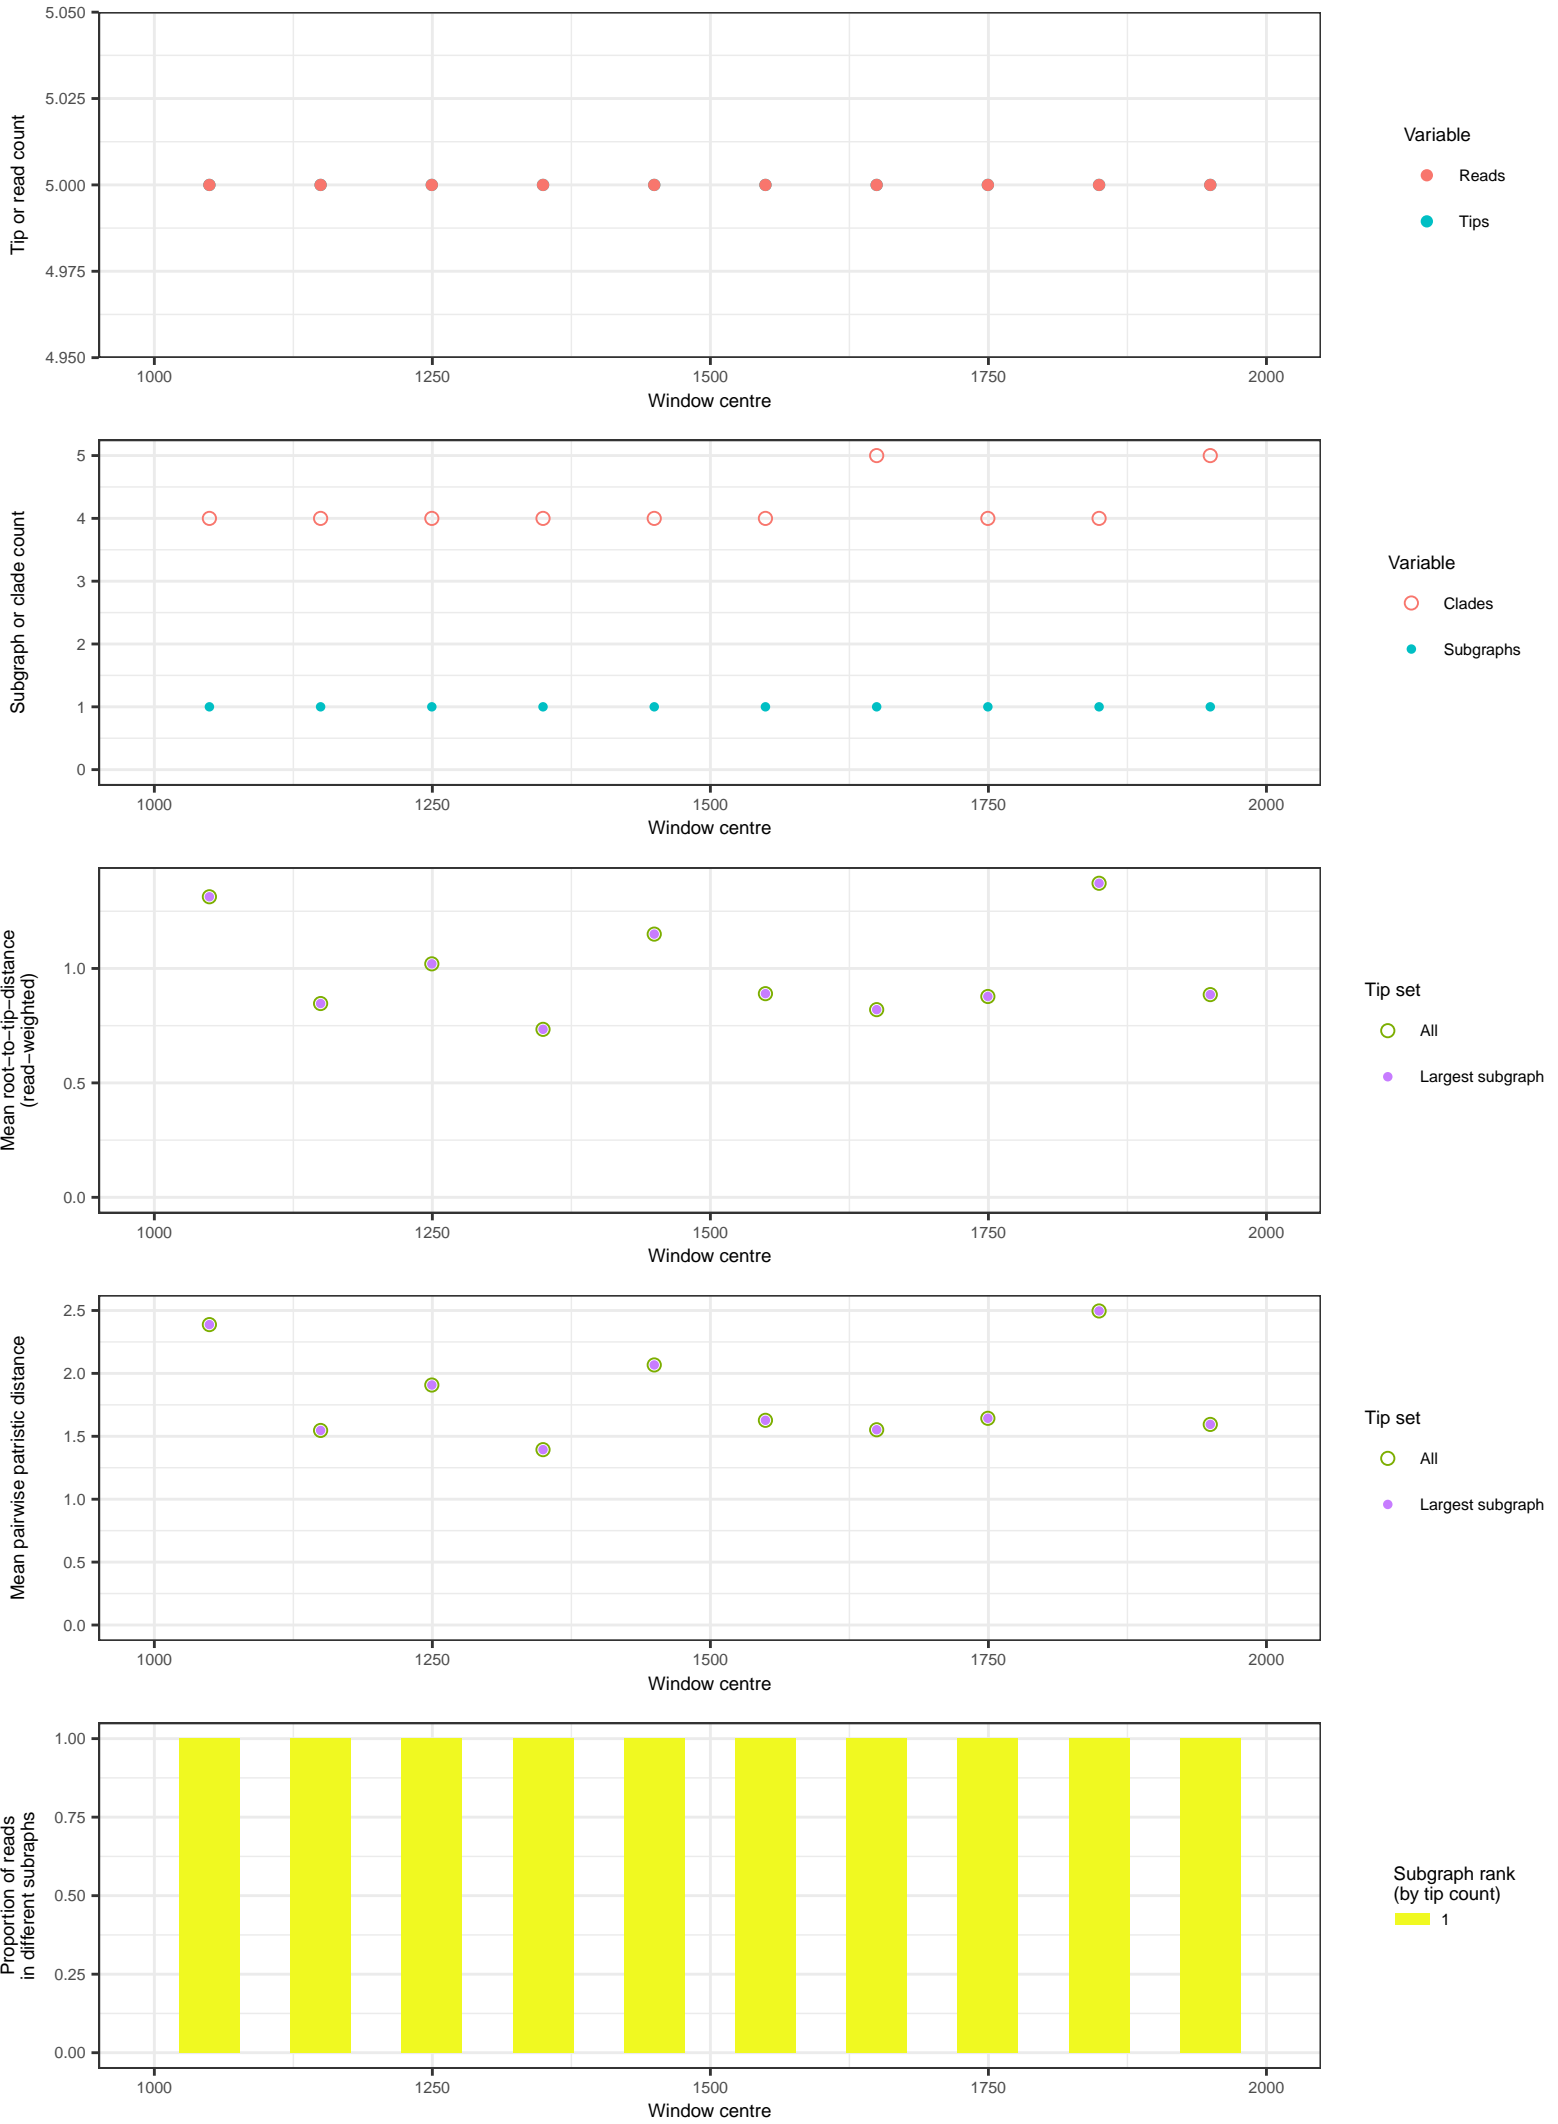 5.050
5.025
5.000
4.975
4.950
Tip or read count
1000 1250 1500 1750 2000
Window centre
Variable
Reads
Tips
5
4
3
2
1
0
Subgraph or clade count
1000 1250 1500 1750 2000
Window centre
Variable
Clades
Subgraphs
1.0
0.5
0.0
Mean root−to−tip−distance
(read−weighted)
1000 1250 1500 1750 2000
Window centre
Tip set
All
Largest subgraph
2.5
2.0
1.5
1.0
0.5
0.0
Mean pairwise patristic distance
1000 1250 1500 1750 2000
Window centre
Tip set
All
Largest subgraph
1.00
0.75
0.50
0.25
0.00
Proportion of reads
in different subraphs
1000 1250 1500 1750 2000
Window centre
Subgraph rank
(by tip count)
1